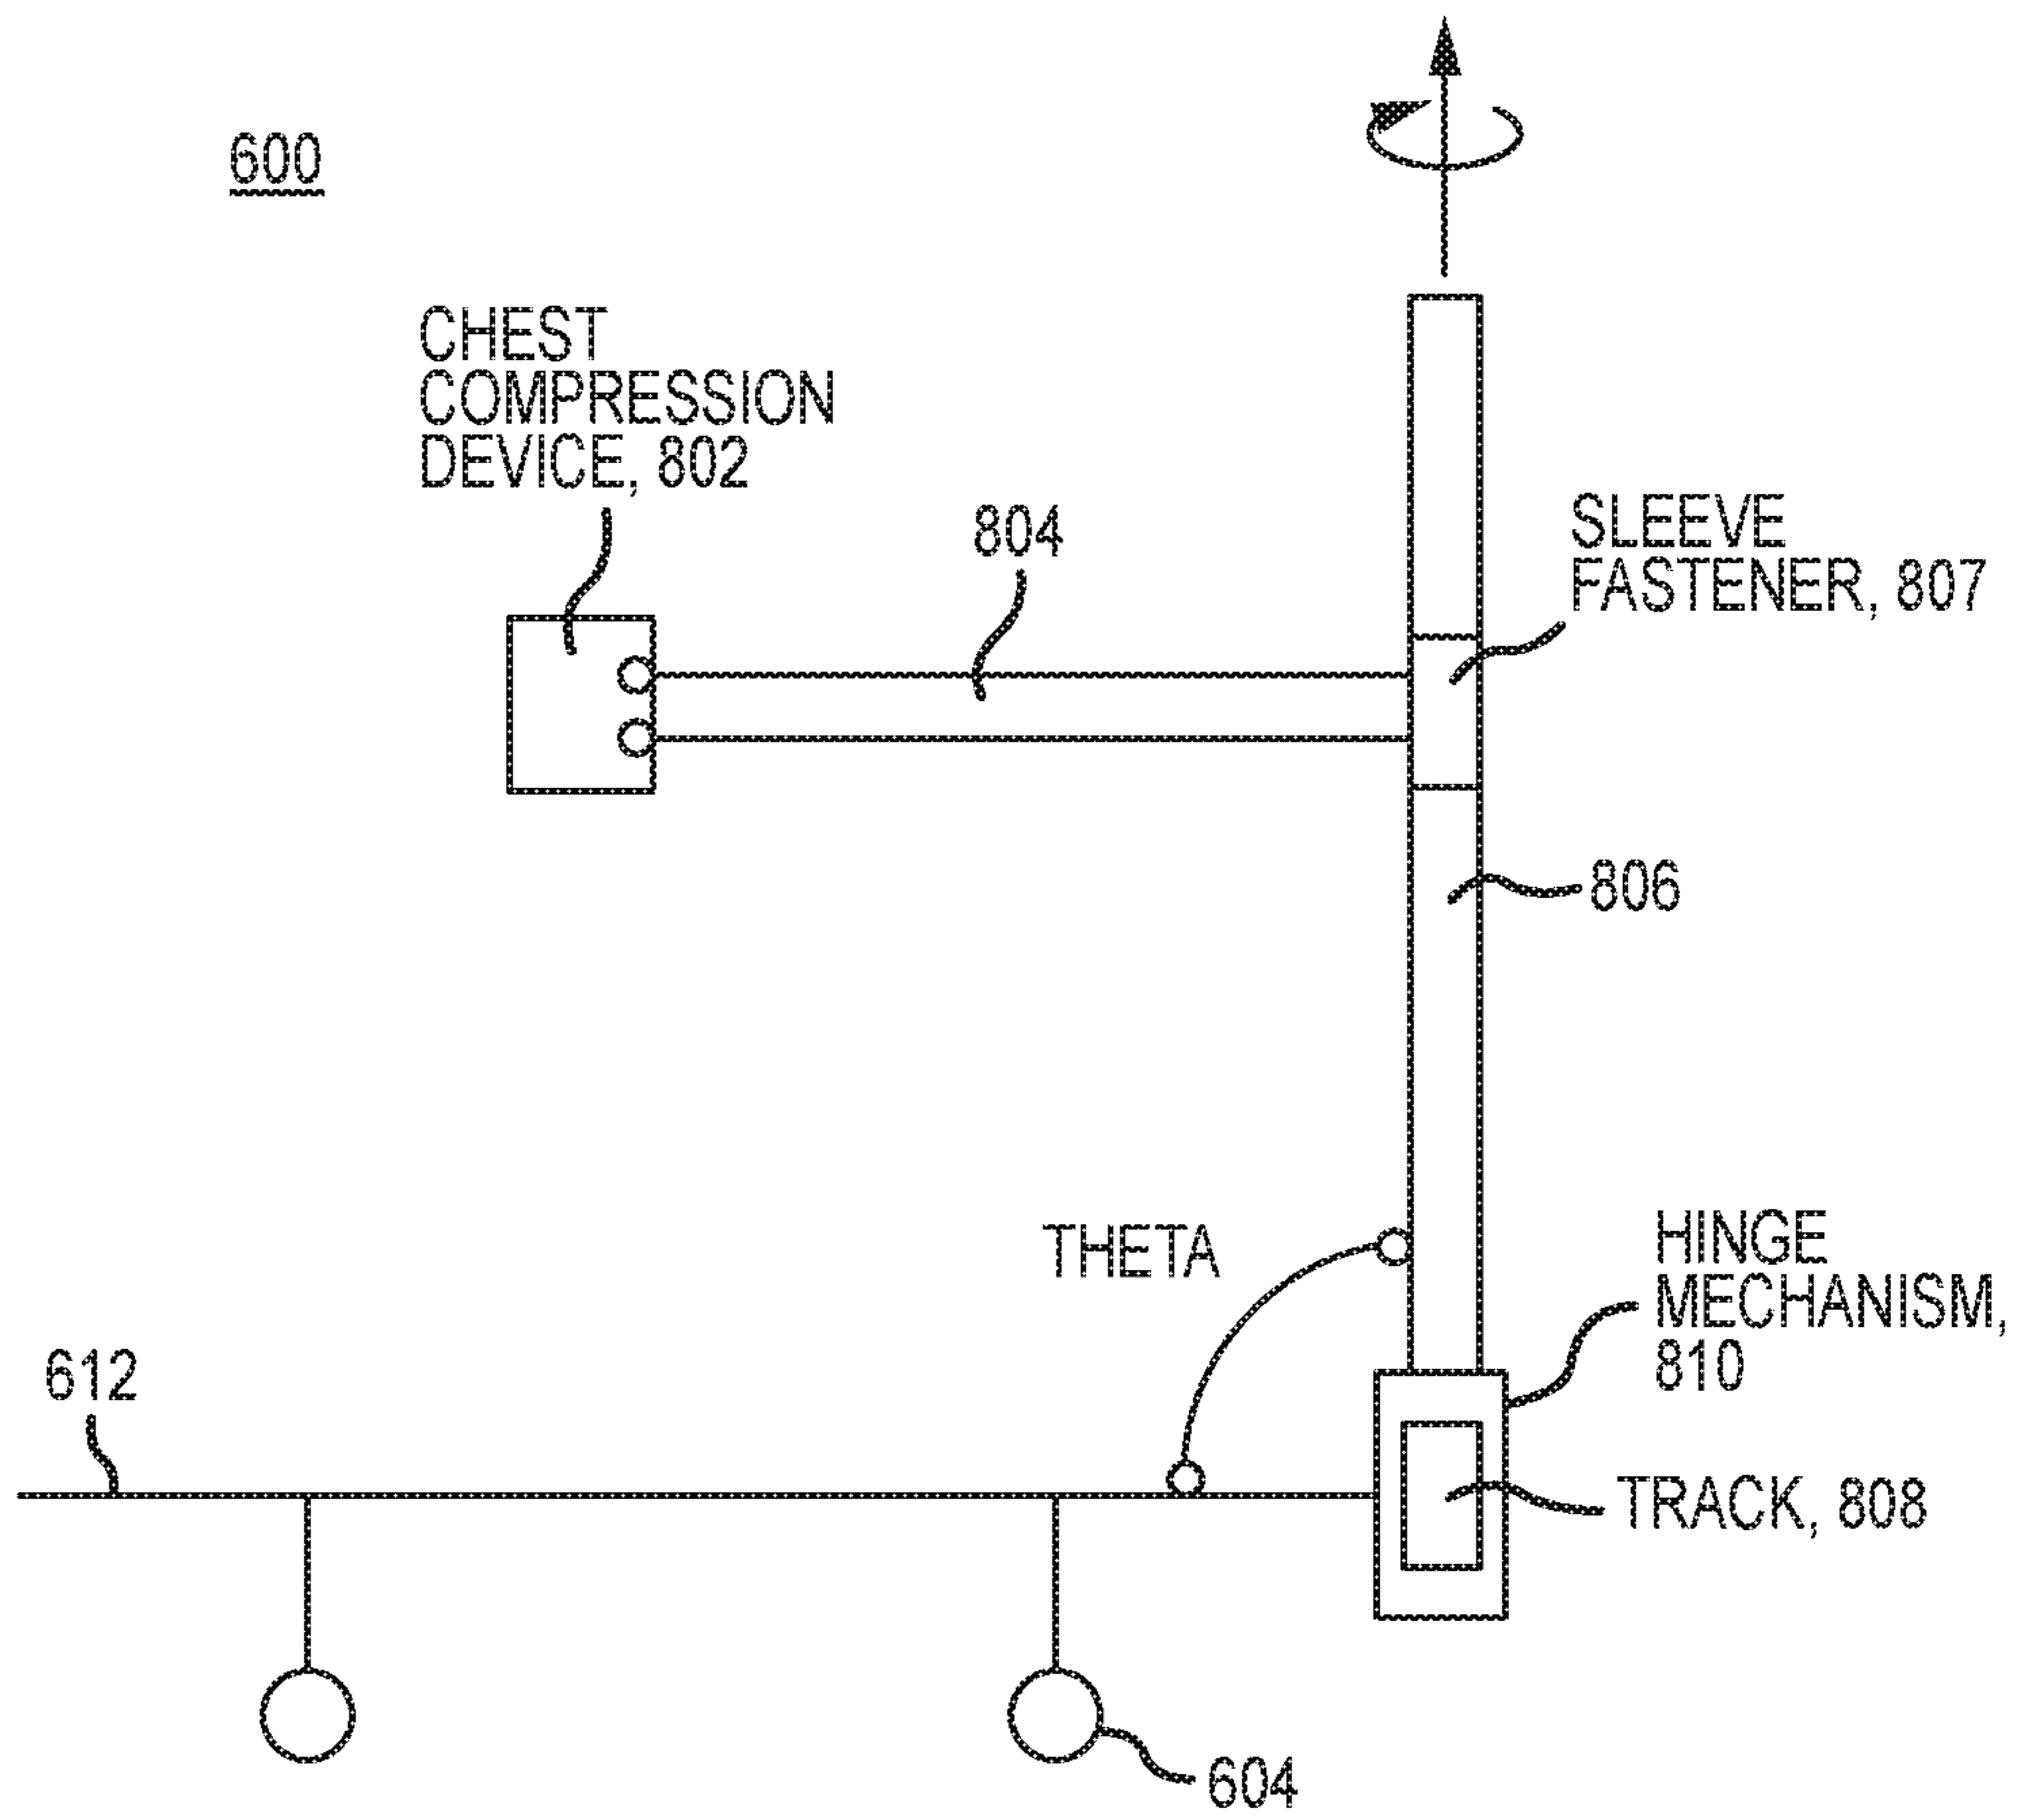 600
CHEST
COMPRESSION
DEVICE, 802
804
SLEEVE
FASTENER, 807
806
THETA
HINGE
MECHANISM,
810
612
TRACK, 808
604